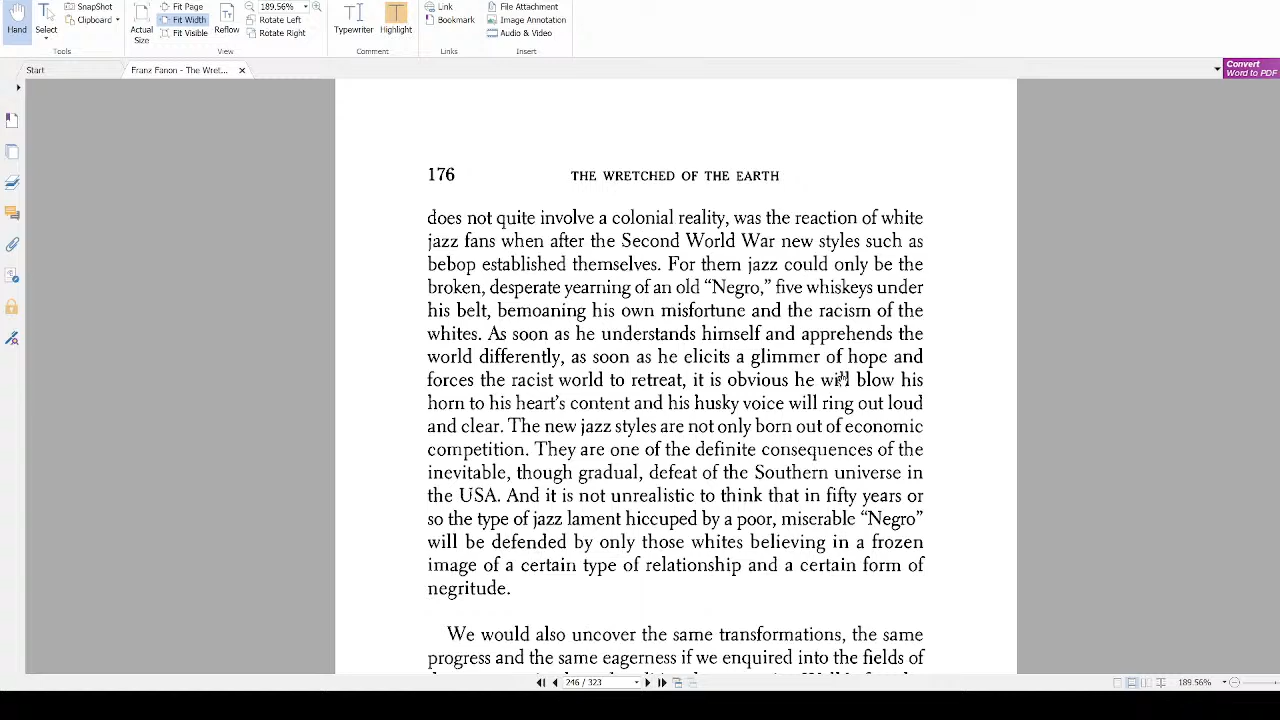 Hand
Select
SnapShot
Clipboard
Tools
Actual
Size
Fit Page
Fit Width
Fit Visible
Reflow
189.56%
Rotate Left
Rotate Right
View
Typewriter
Highlight
Comment
Link
Bookmark
Links
File Attachment
Image Annotation
Audio & Video
Insert
Start
Franz Fanon - The Wret...
Convert
Word to PDF
176 THE WRETCHED OF THE EARTH
does not quite involve a colonial reality, was the reaction of white
jazz fans when after the Second World War new styles such as
bebop established themselves. For them jazz could only be the
broken, desperate yearning of an old “Negro,” five whiskeys under
his belt, bemoaning his own misfortune and the racism of the
whites. As soon as he understands himself and apprehends the
world differently, as soon as he elicits a glimmer of hope and
forces the racist world to retreat, it is obvious he will blow his
horn to his heart’s content and his husky voice will ring out loud
and clear. The new jazz styles are not only born out of economic
competition. They are one of the definite consequences of the
inevitable, though gradual, defeat of the Southern universe in
the USA. And it is not unrealistic to think that in fifty years or
so the type of jazz lament hiccuped by a poor, miserable “Negro”
will be defended by only those whites believing in a frozen
image of a certain type of relationship and a certain form of
negritude.
We would also uncover the same transformations, the same
progress and the same eagerness if we enquired into the fields of
246 / 323
189.56%